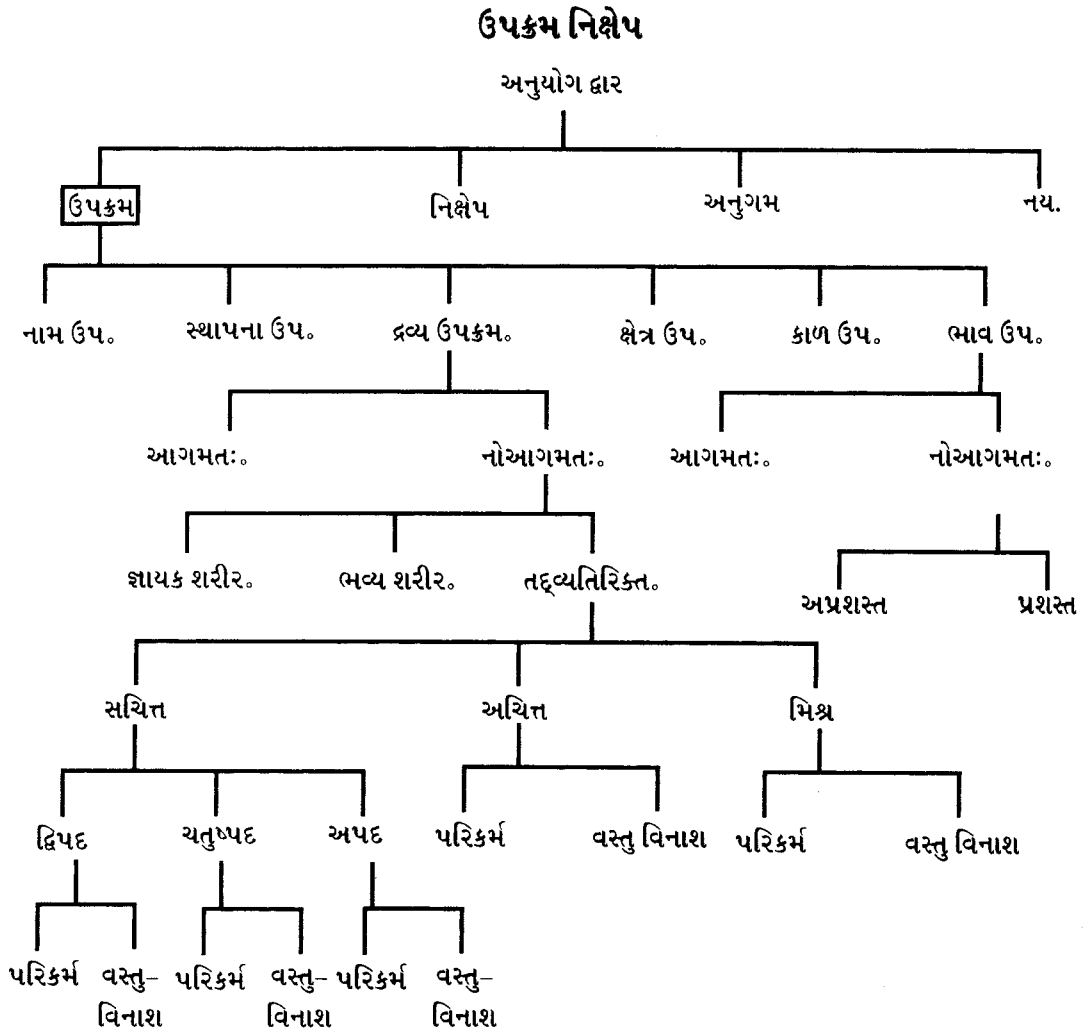 ઉપક્રમ નિક્ષેપ
અનુયોગ દ્વાર
ઉપક્રમ નિક્ષેપ અનુગમ નય.
નામ ઉપ૰ સ્થાપના ઉપ૰ દ્રવ્ય ઉપક્રમ૰ ક્ષેત્ર ઉપ૰ કાળ ઉપ૰ ભાવ ઉપ૰
આગમતઃ૰ નોઆગમતઃ૰ આગમતઃ૰ નોઆગમતઃ૰
જ્ઞાયક શરીર૰ ભવ્ય શરીર૰ તદ્વ્યતિરિક્ત૰ અપ્રશસ્ત પ્રશસ્ત
સચિત્ત અચિત્ત મિશ્ર
દ્વિપદ ચતુષ્પદ અપદ પરિકર્મ વસ્તુ વિનાશ પરિકર્મ વસ્તુ વિનાશ
પરિકર્મ વસ્તુ– પરિકર્મ વસ્તુ– પરિકર્મ વસ્તુ–
વિનાશ વિનાશ વિનાશ